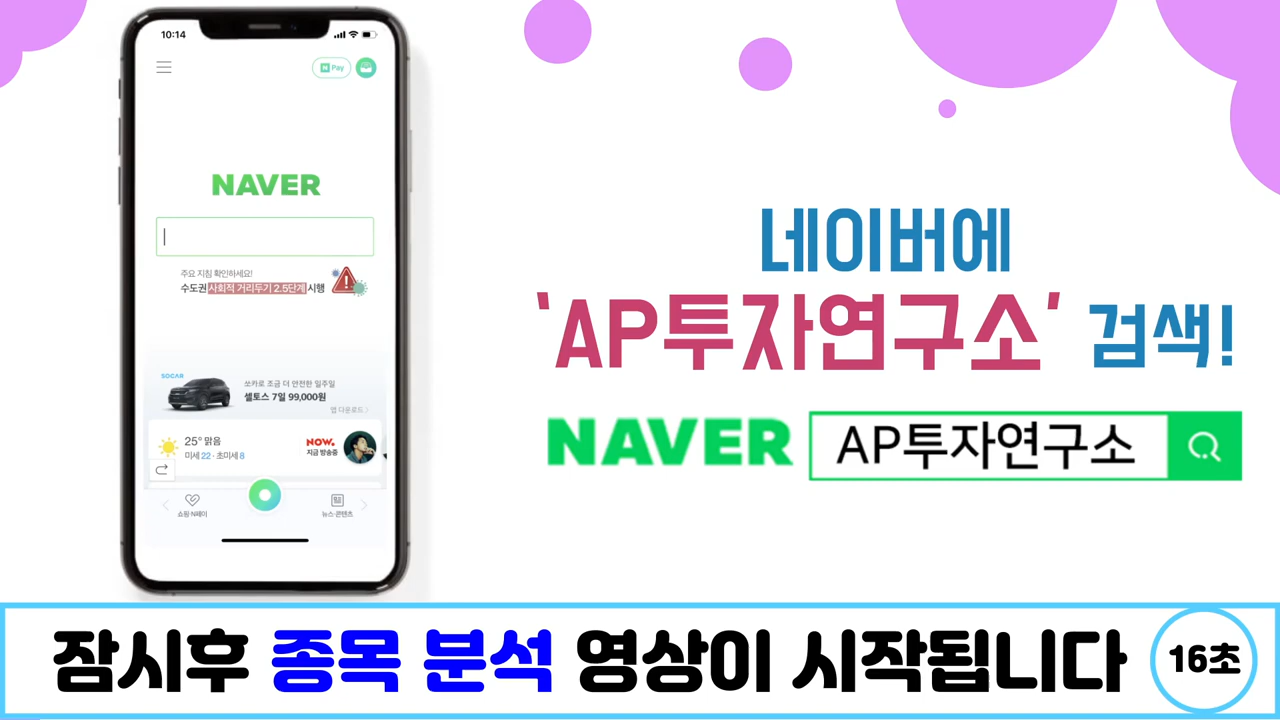 10:14
N Pay
NAVER
주요 지침 확인하세요!
수도권 사회적 거리두기 2.5단계 시행
SOCAR
쏘카로 조금 더 안전한 일주일
셀토스 7일 99,000원
앱 다운로드
25° 맑음
미세 22 · 초미세 8
NOW.
지금 방송중
쇼핑·N페이
뉴스·콘텐츠
네이버에
'AP투자연구소' 검색!
NAVER AP투자연구소
잠시후 종목 분석 영상이 시작됩니다
16초